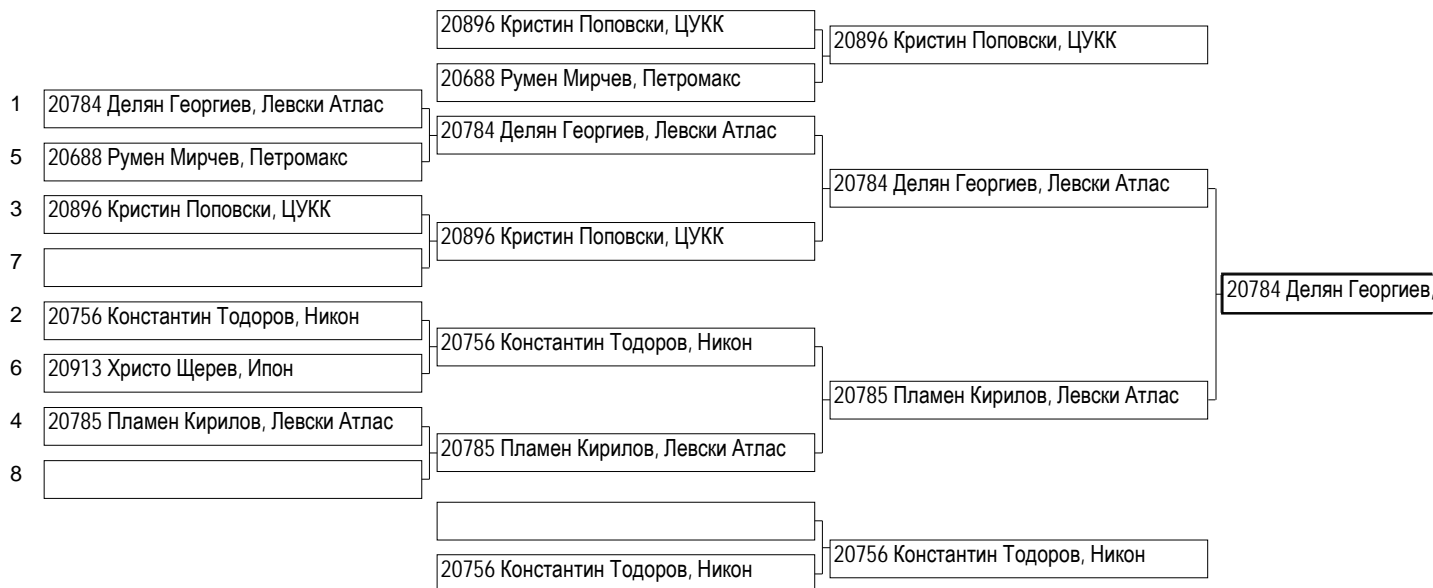 20896 Кристин Поповски, ЦУКК
20896 Кристин Поповски, ЦУКК
20688 Румен Мирчев, Петромакс
1 20784 Делян Георгиев, Левски Атлас
20784 Делян Георгиев, Левски Атлас
5 20688 Румен Мирчев, Петромакс
20784 Делян Георгиев, Левски Атлас
3 20896 Кристин Поповски, ЦУКК
20896 Кристин Поповски, ЦУКК
7
20784 Делян Георгиев,
2 20756 Константин Тодоров, Никон
20756 Константин Тодоров, Никон
6 20913 Христо Щерев, Ипон
20785 Пламен Кирилов, Левски Атлас
4 20785 Пламен Кирилов, Левски Атлас
20785 Пламен Кирилов, Левски Атлас
8
20756 Константин Тодоров, Никон
20756 Константин Тодоров, Никон